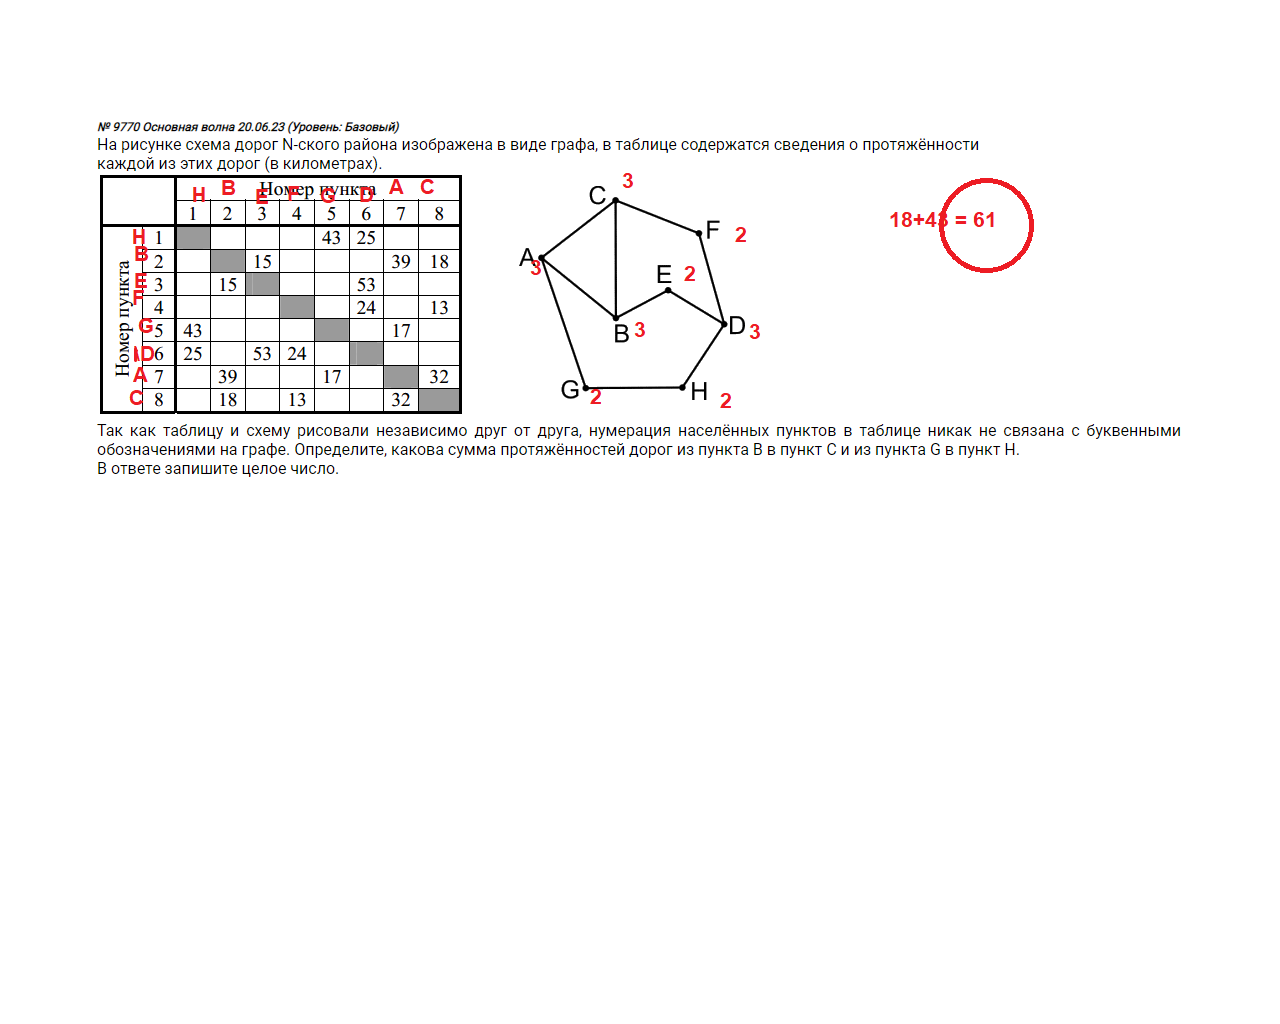 № 9770 Основная волна 20.06.23 (Уровень: Базовый)
На рисунке схема дорог N-ского района изображена в виде графа, в таблице содержатся сведения о протяжённости
каждой из этих дорог (в километрах).
Номер пункта
H B E F G D A C
1 2 3 4 5 6 7 8
Номер пункта
H 1 43 25
B 2 15 39 18
E 3 15 53
F 4 24 13
G 5 43 17
D 6 25 53 24
A 7 39 17 32
C 8 18 13 32
C 3
F 2
A 3
E 2
B 3
D 3
G 2
H 2
18+43 = 61
Так как таблицу и схему рисовали независимо друг от друга, нумерация населённых пунктов в таблице никак не связана с буквенными
обозначениями на графе. Определите, какова сумма протяжённостей дорог из пункта B в пункт C и из пункта G в пункт H.
В ответе запишите целое число.